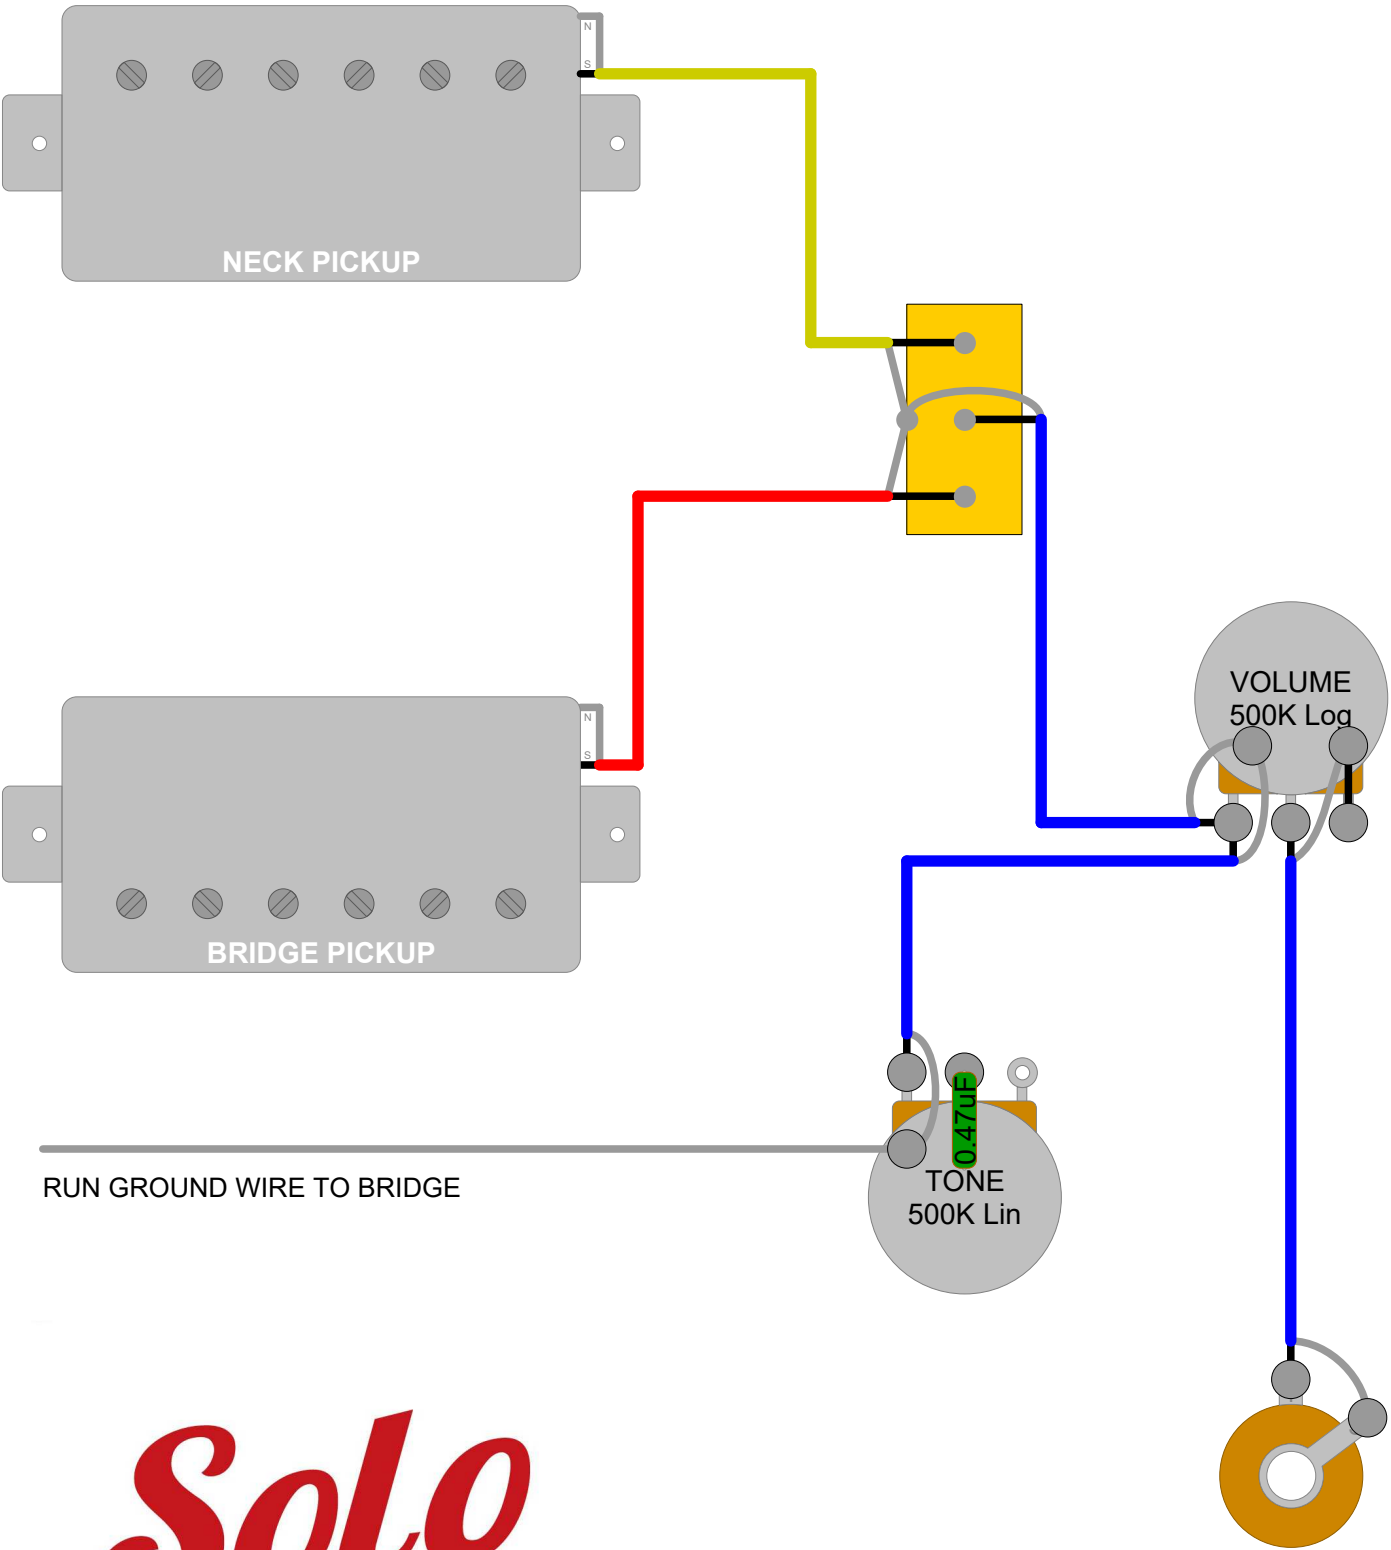 N
S
NECK PICKUP
VOLUME
500K Log
N
S
BRIDGE PICKUP
0.47uF
RUN GROUND WIRE TO BRIDGE
TONE
500K Lin
Solo